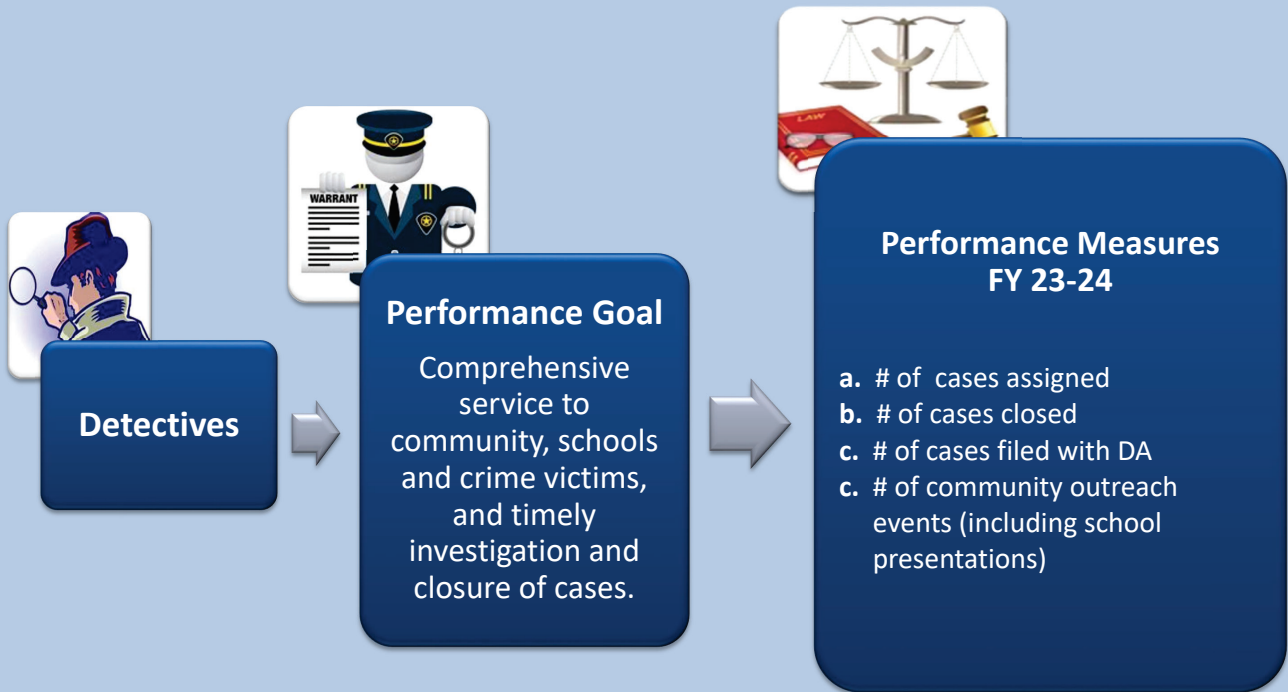 LAW
WARRANT
Detectives
Performance Goal
Comprehensive
service to
community, schools
and crime victims,
and timely
investigation and
closure of cases.
Performance Measures
FY 23-24
a. # of cases assigned
b. # of cases closed
c. # of cases filed with DA
c. # of community outreach
events (including school
presentations)